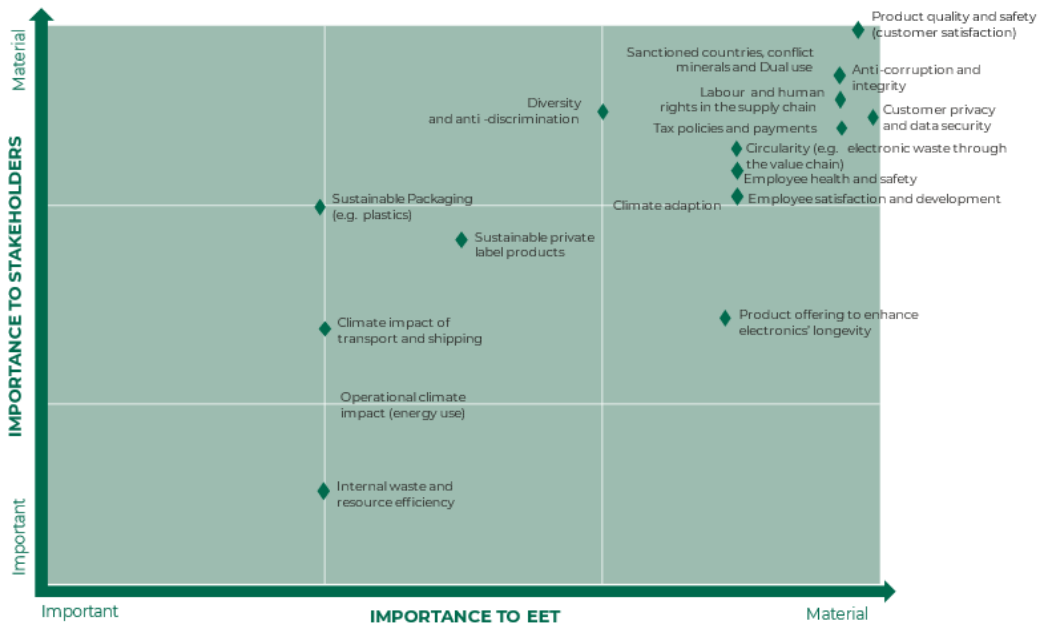 Material
IMPORTANCE TO STAKEHOLDERS
Important
Product quality and safety
(customer satisfaction)
Sanctioned countries, conflict
minerals and Dual use
Anti-corruption and
integrity
Labour and human
rights in the supply chain
Diversity
and anti -discrimination
Customer privacy
and data security
Tax policies and payments
Circularity (e.g. electronic waste through
the value chain)
Employee health and safety
Employee satisfaction and development
Climate adaption
Sustainable Packaging
(e.g. plastics)
Sustainable private
label products
Product offering to enhance
electronics' longevity
Climate impact of
transport and shipping
Operational climate
impact (energy use)
Internal waste and
resource efficiency
Important
IMPORTANCE TO EET
Material